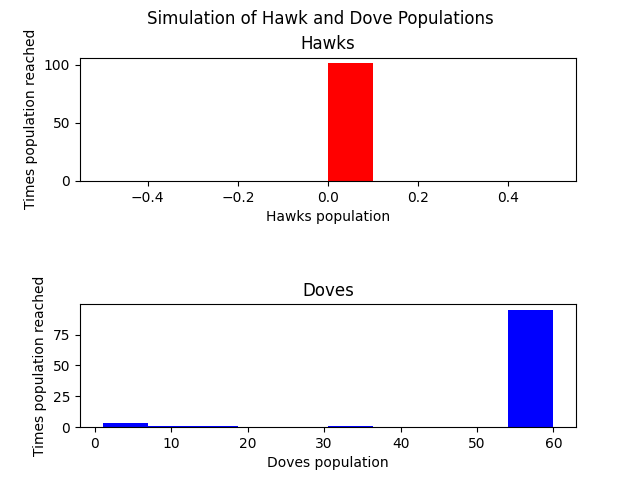 Simulation of Hawk and Dove Populations
Hawks
Times population reached
100
50
0
−0.4 −0.2 0.0 0.2 0.4
Hawks population
Doves
Times population reached
75
50
25
0
0 10 20 30 40 50 60
Doves population